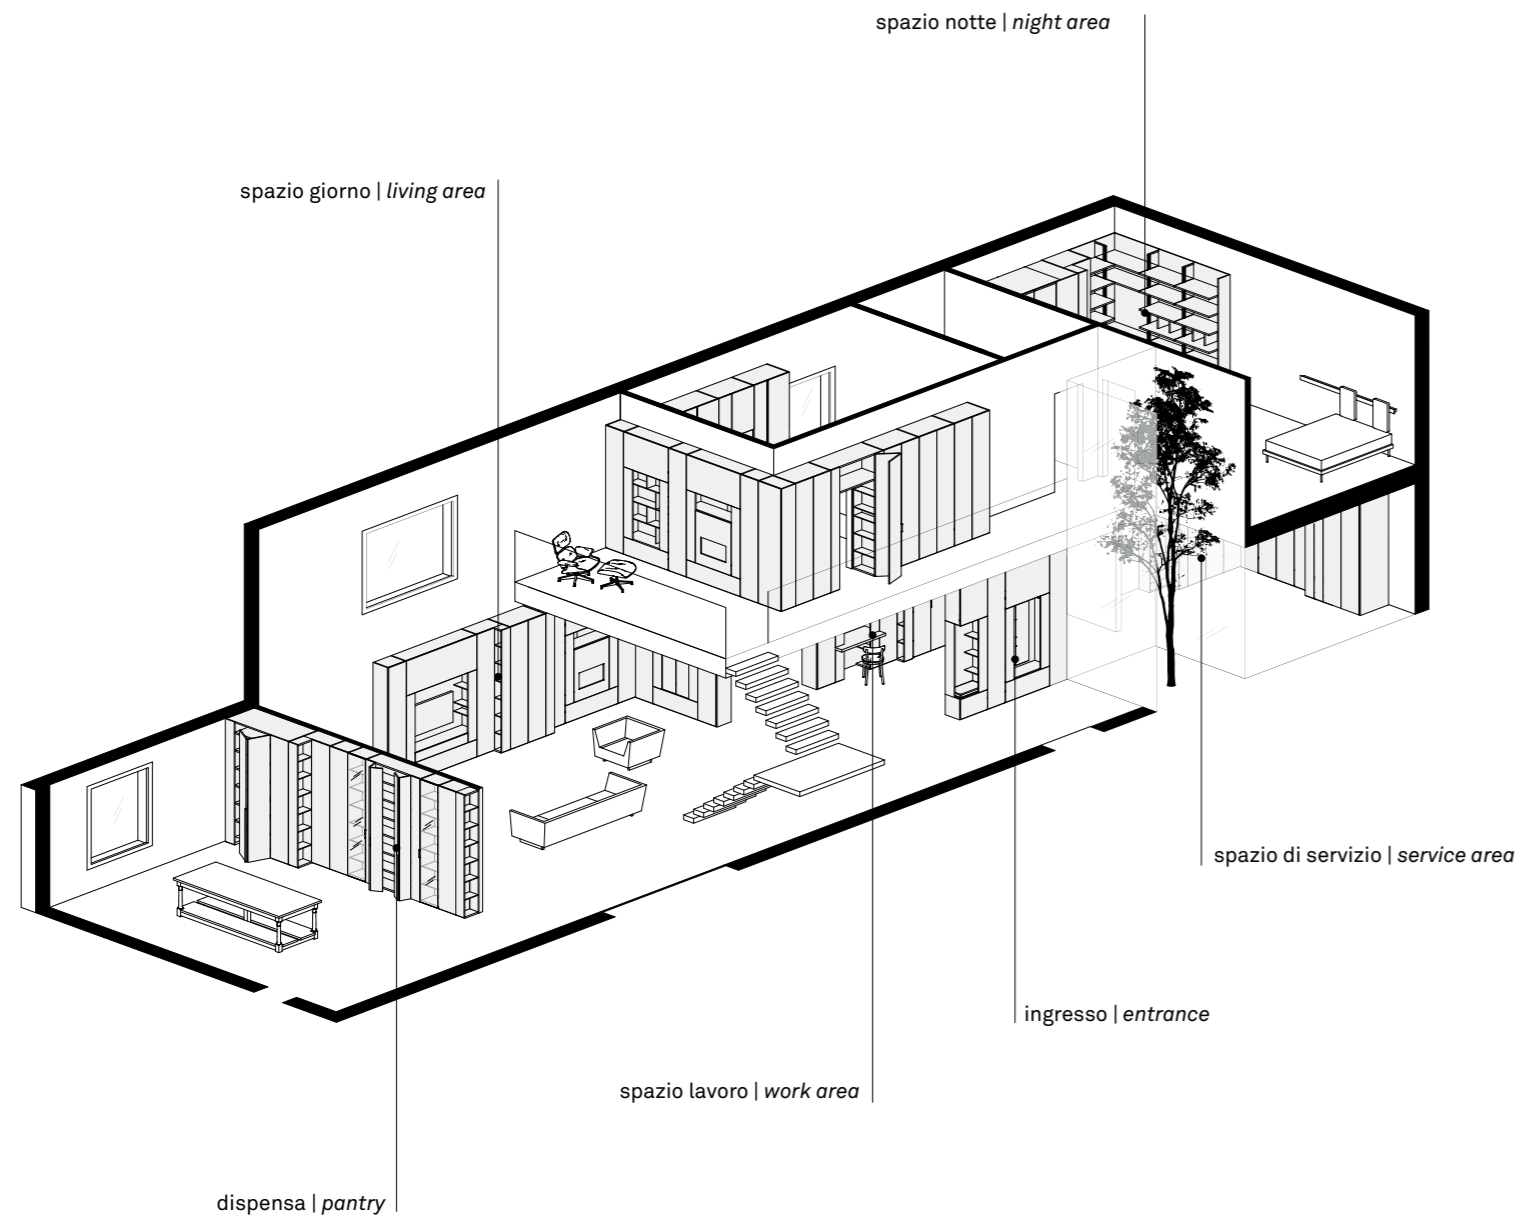 spazio notte | night area
spazio giorno | living area
spazio di servizio | service area
ingresso | entrance
spazio lavoro | work area
dispensa | pantry